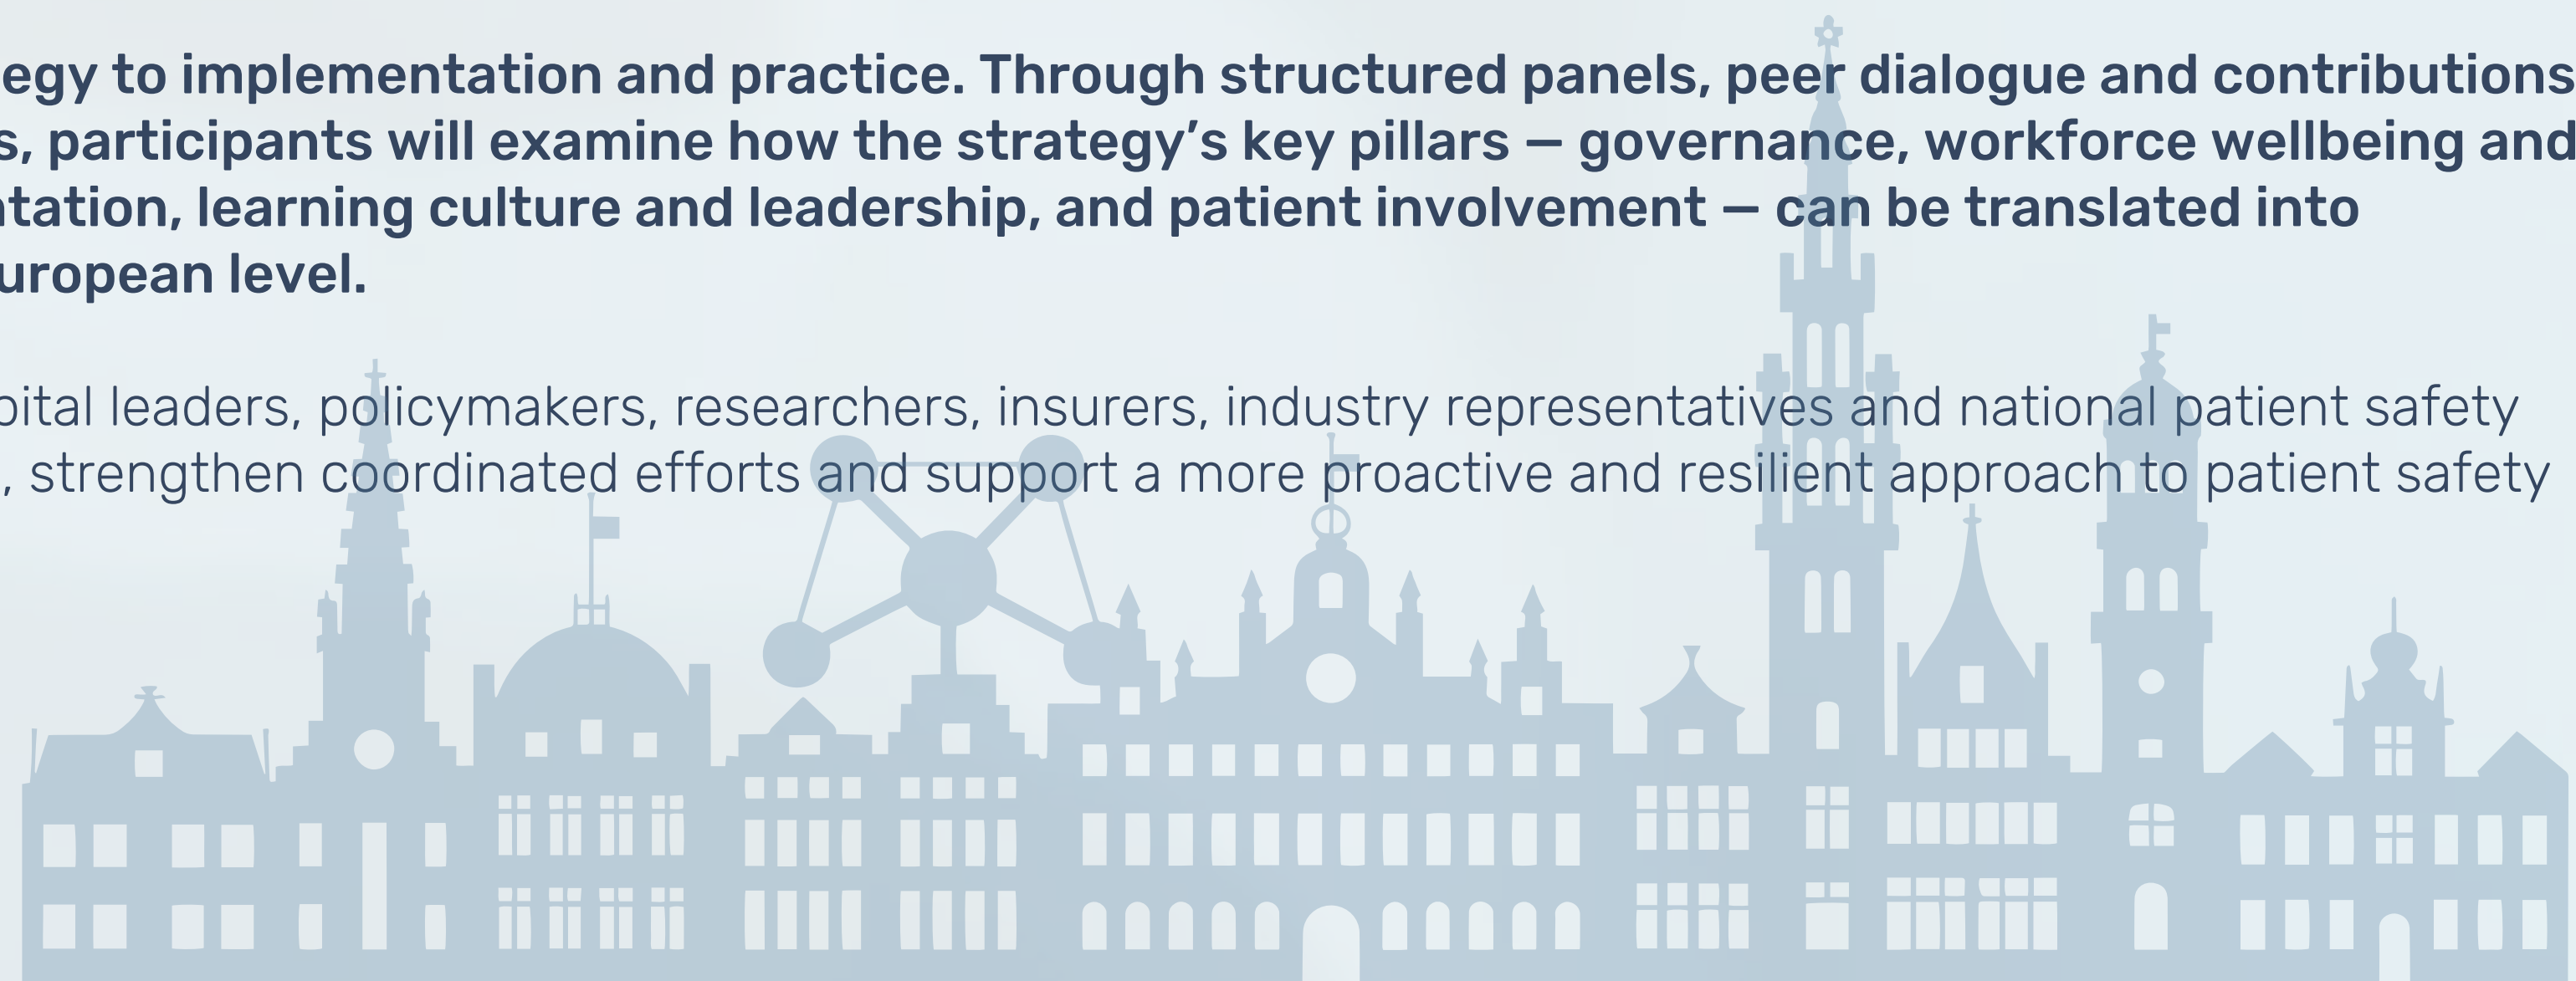 egy to implementation and practice. Through structured panels, peer dialogue and contributions
s, participants will examine how the strategy’s key pillars — governance, workforce wellbeing and
ntation, learning culture and leadership, and patient involvement — can be translated into
uropean level.
pital leaders, policymakers, researchers, insurers, industry representatives and national patient safety
, strengthen coordinated efforts and support a more proactive and resilient approach to patient safety